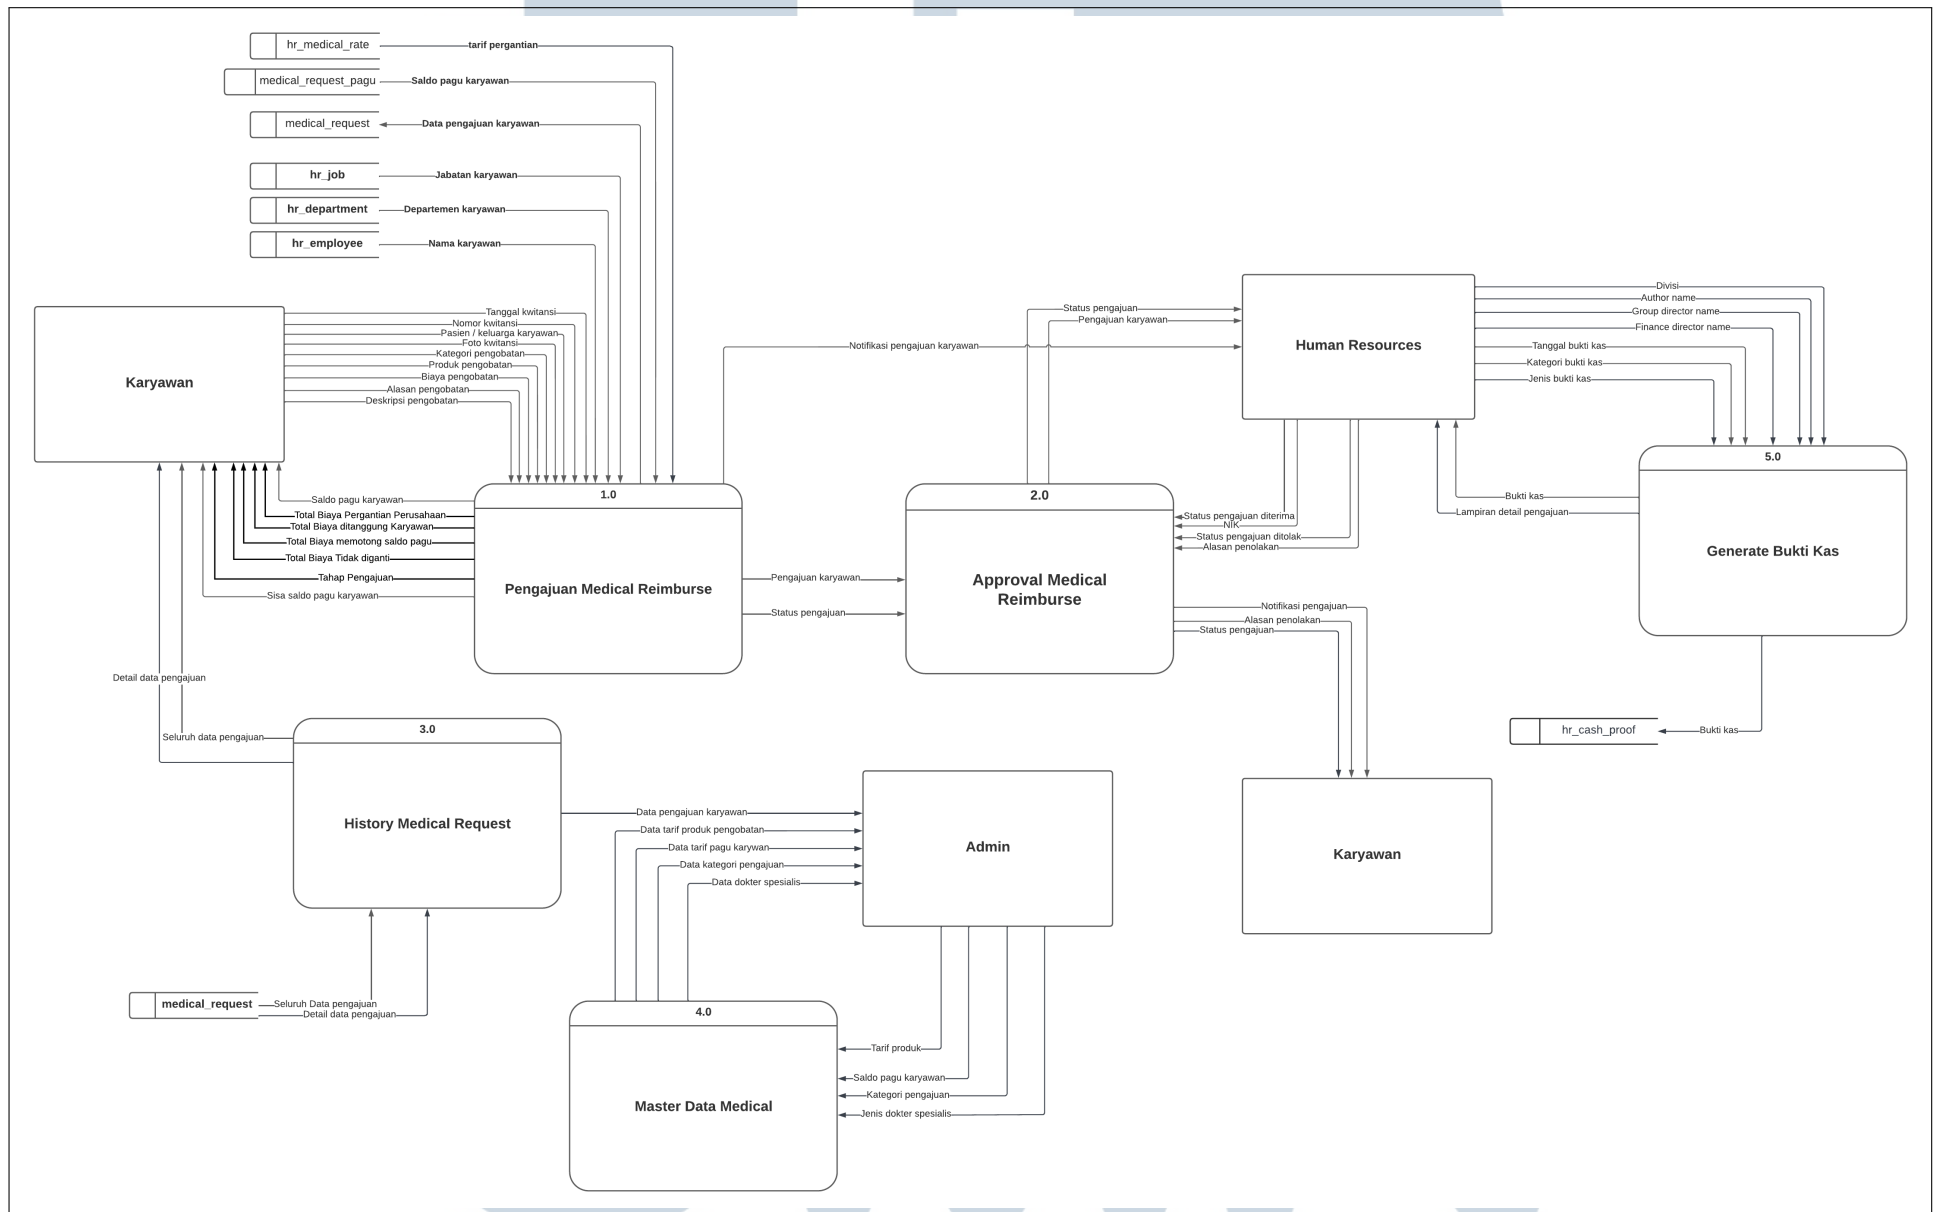 hr_medical_rate
tarif pergantian
medical_request_pagu
Saldo pagu karyawan
medical_request
Data pengajuan karyawan
hr_job
Jabatan karyawan
hr_department
Departemen karyawan
hr_employee
Nama karyawan
Karyawan
Tanggal kwitansi
Nomor kwitansi
Pasien / keluarga karyawan
Foto kwitansi
Kategori pengobatan
Produk pengobatan
Biaya pengobatan
Alasan pengobatan
Deskripsi pengobatan
Saldo pagu karyawan
Total Biaya Pergantian Perusahaan
Total Biaya ditanggung Karyawan
Total Biaya memotong saldo pagu
Total Biaya Tidak diganti
Tahap Pengajuan
Sisa saldo pagu karyawan
1.0
Pengajuan Medical Reimburse
Notifikasi pengajuan karyawan
Pengajuan karyawan
Status pengajuan
Status pengajuan
Pengajuan karyawan
2.0
Approval Medical
Reimburse
Human Resources
Status pengajuan diterima
NIK
Status pengajuan ditolak
Alasan penolakan
Divisi
Author name
Group director name
Finance director name
Tanggal bukti kas
Kategori bukti kas
Jenis bukti kas
5.0
Generate Bukti Kas
Bukti kas
Lampiran detail pengajuan
Notifikasi pengajuan
Alasan penolakan
Status pengajuan
hr_cash_proof
Bukti kas
Karyawan
Detail data pengajuan
Seluruh data pengajuan
3.0
History Medical Request
Data pengajuan karyawan
Data tarif produk pengobatan
Data tarif pagu karywan
Data kategori pengajuan
Data dokter spesialis
Admin
medical_request
Seluruh Data pengajuan
Detail data pengajuan
4.0
Master Data Medical
Tarif produk
Saldo pagu karyawan
Kategori pengajuan
Jenis dokter spesialis